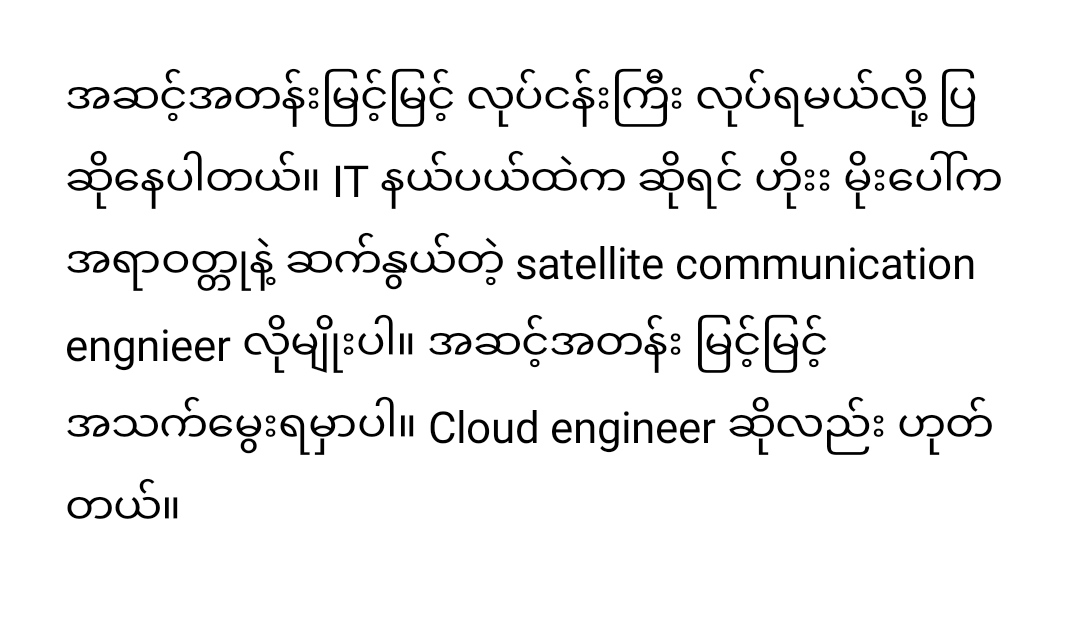 အဆင့်အတန်းမြင့်မြင့် လုပ်ငန်းကြီး လုပ်ရမယ်လို့ ပြ
ဆိုနေပါတယ်။ IT နယ်ပယ်ထဲက ဆိုရင် ဟိုးး မိုးပေါ်က
အရာဝတ္တုနဲ့ ဆက်နွယ်တဲ့ satellite communication
engnieer လိုမျိုးပါ။ အဆင့်အတန်း မြင့်မြင့်
အသက်မွေးရမှာပါ။ Cloud engineer ဆိုလည်း ဟုတ်
တယ်။